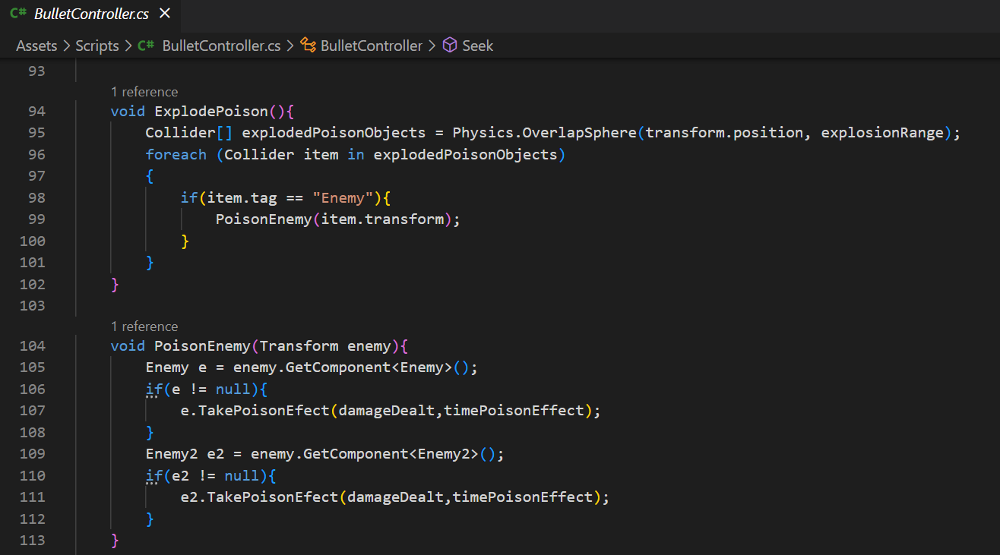 C# BulletController.cs ×
Assets > Scripts > C# BulletController.cs > BulletController > Seek
93
1 reference
94 void ExplodePoison(){
95 Collider[] explodedPoisonObjects = Physics.OverlapSphere(transform.position, explosionRange);
96 foreach (Collider item in explodedPoisonObjects)
97 {
98 if(item.tag == "Enemy"){
99 PoisonEnemy(item.transform);
100 }
101 }
102 }
103
1 reference
104 void PoisonEnemy(Transform enemy){
105 Enemy e = enemy.GetComponent<Enemy>();
106 if(e != null){
107 e.TakePoisonEfect(damageDealt,timePoisonEffect);
108 }
109 Enemy2 e2 = enemy.GetComponent<Enemy2>();
110 if(e2 != null){
111 e2.TakePoisonEfect(damageDealt,timePoisonEffect);
112 }
113 }